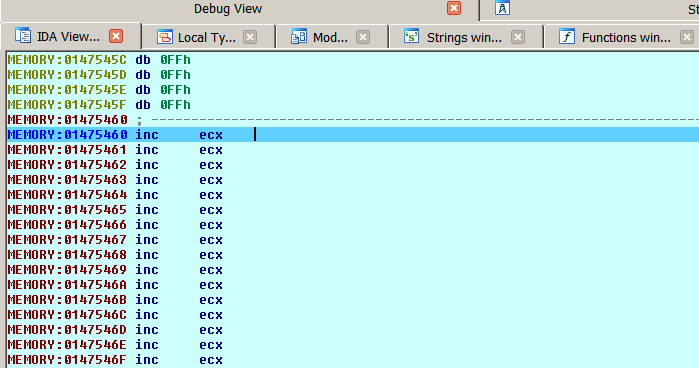 Debug View St
IDA View... Local Ty... Mod... Strings win... Functions win...
MEMORY:0147545C db 0FFh
MEMORY:0147545D db 0FFh
MEMORY:0147545E db 0FFh
MEMORY:0147545F db 0FFh
MEMORY:01475460 ; ---------------------------------------------------------------------------
MEMORY:01475460 inc ecx
MEMORY:01475461 inc ecx
MEMORY:01475462 inc ecx
MEMORY:01475463 inc ecx
MEMORY:01475464 inc ecx
MEMORY:01475465 inc ecx
MEMORY:01475466 inc ecx
MEMORY:01475467 inc ecx
MEMORY:01475468 inc ecx
MEMORY:01475469 inc ecx
MEMORY:0147546A inc ecx
MEMORY:0147546B inc ecx
MEMORY:0147546C inc ecx
MEMORY:0147546D inc ecx
MEMORY:0147546E inc ecx
MEMORY:0147546F inc ecx